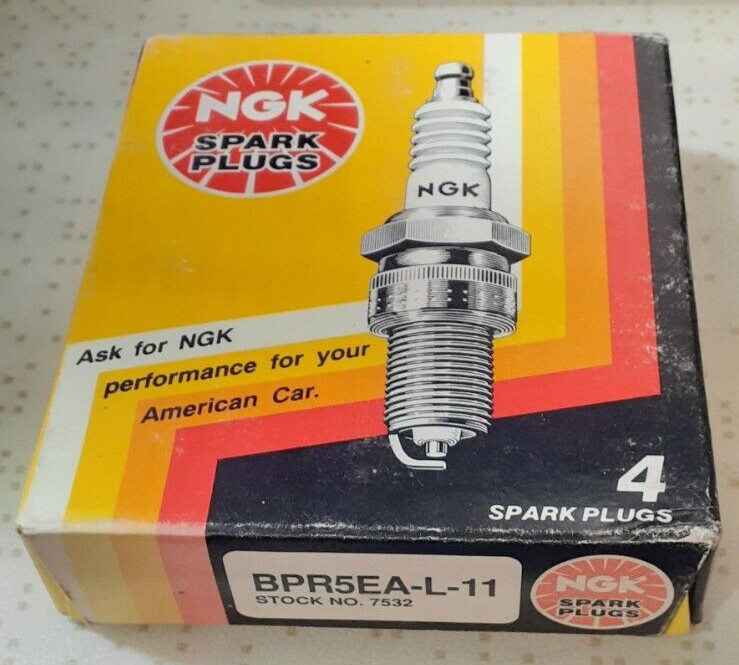 NGK
SPARK
PLUGS
NGK
Ask for NGK
performance for your
American Car.
4
SPARK PLUGS
BPR5EA-L-11
STOCK NO. 7532
NGK
SPARK
PLUGS